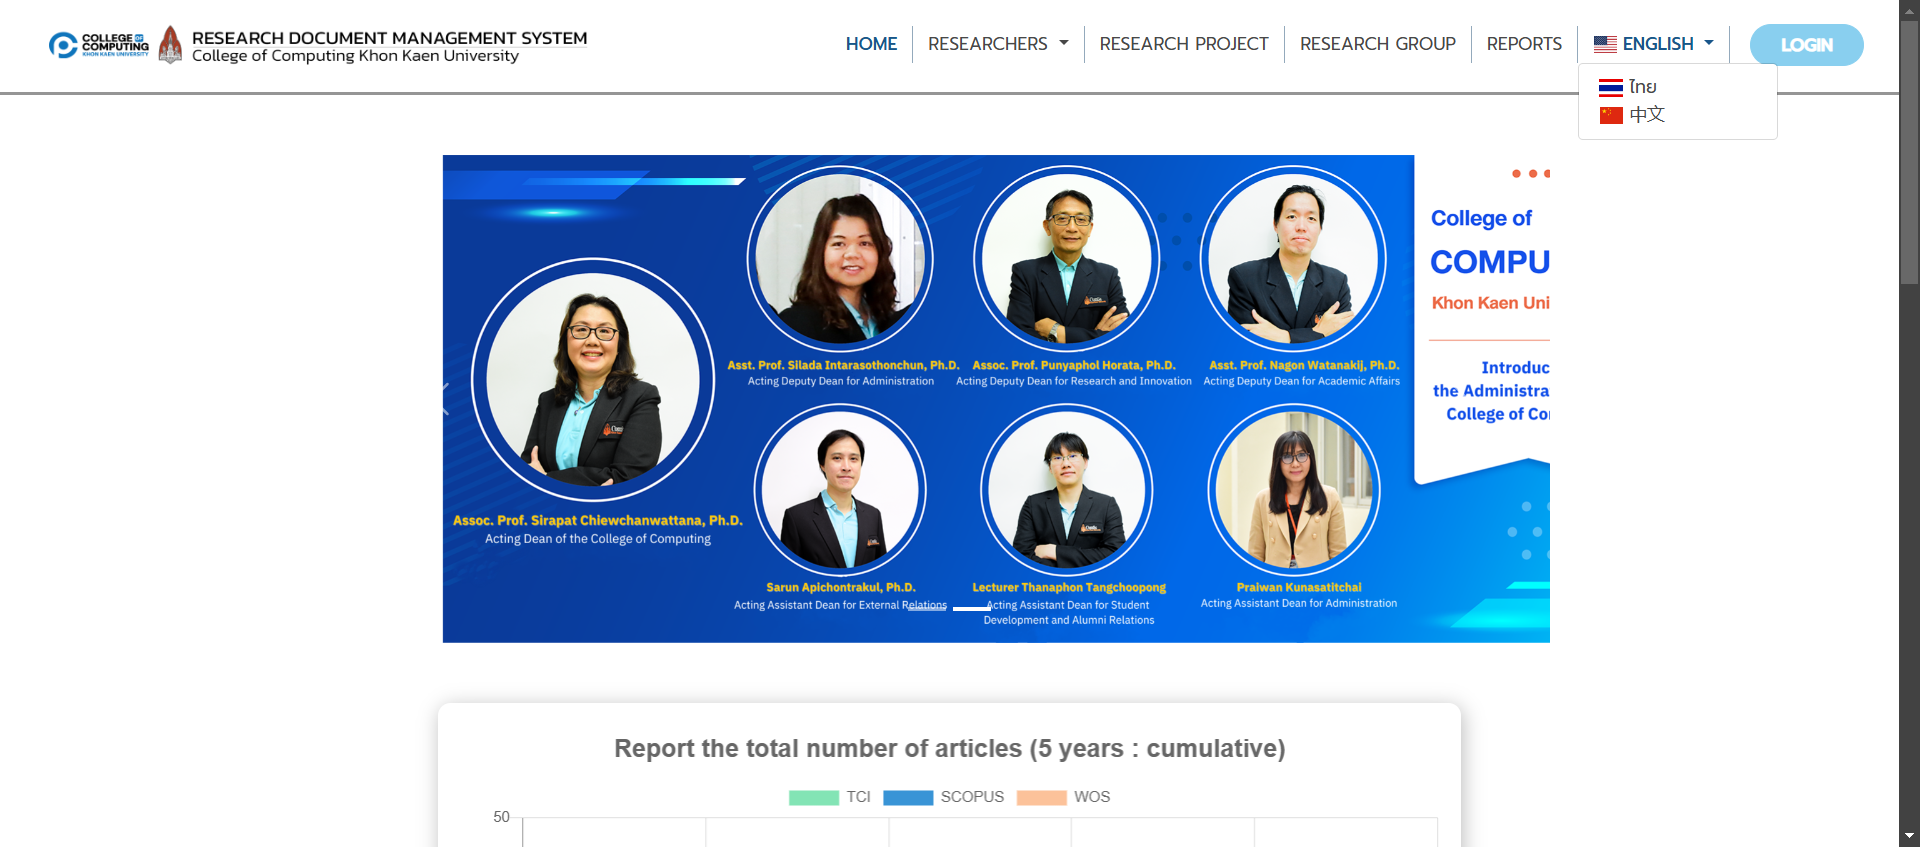 COLLEGE OF
COMPUTING
KHON KAEN UNIVERSITY
RESEARCH DOCUMENT MANAGEMENT SYSTEM
College of Computing Khon Kaen University
HOME
RESEARCHERS
RESEARCH PROJECT
RESEARCH GROUP
REPORTS
ENGLISH
LOGIN
ไทย
中文
College of
COMPU
Khon Kaen Uni
Introduc
the Administra
College of Co
Asst. Prof. Silada Intarasothonchun, Ph.D.
Acting Deputy Dean for Administration
Assoc. Prof. Punyaphol Horata, Ph.D.
Acting Deputy Dean for Research and Innovation
Asst. Prof. Nagon Watanakij, Ph.D.
Acting Deputy Dean for Academic Affairs
Assoc. Prof. Sirapat Chiewchanwattana, Ph.D.
Acting Dean of the College of Computing
Sarun Apichontrakul, Ph.D.
Acting Assistant Dean for External Relations
Lecturer Thanaphon Tangchoopong
Acting Assistant Dean for Student
Development and Alumni Relations
Praiwan Kunasatitchai
Acting Assistant Dean for Administration
Report the total number of articles (5 years : cumulative)
TCI
SCOPUS
WOS
50